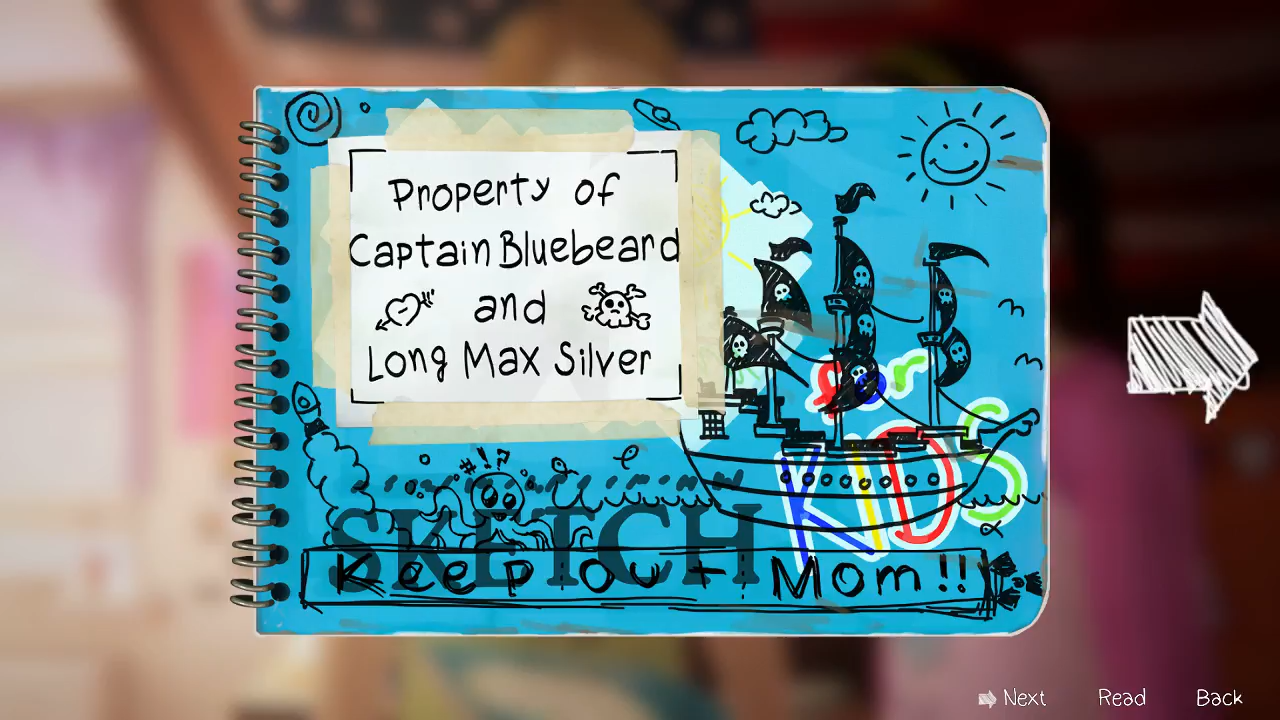 Property of
Captain Bluebeard
and
Long Max Silver
KIDS
SKETCH
Keep out Mom!!
Next
Read
Back